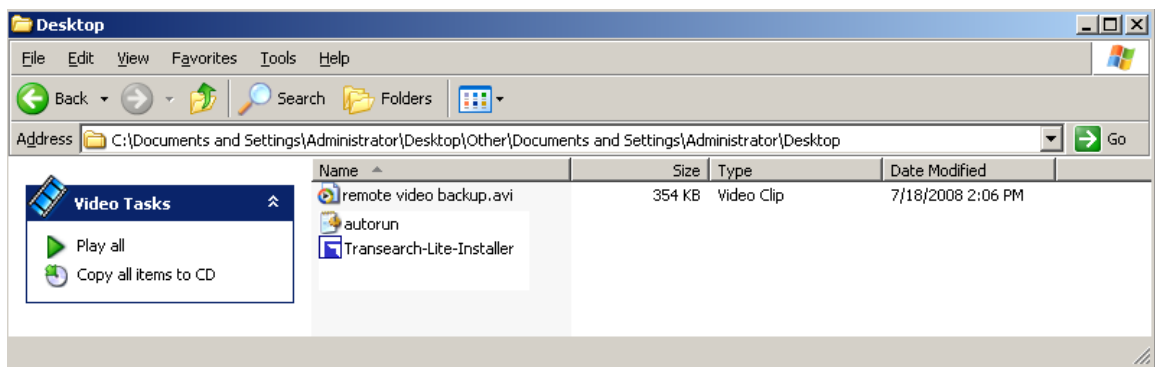 Desktop
File Edit View Favorites Tools Help
Back Search Folders
Address C:\Documents and Settings\Administrator\Desktop\Other\Documents and Settings\Administrator\Desktop Go
Name Size Type Date Modified
Video Tasks
Play all
Copy all items to CD
remote video backup.avi 354 KB Video Clip 7/18/2008 2:06 PM
autorun
Transearch-Lite-Installer